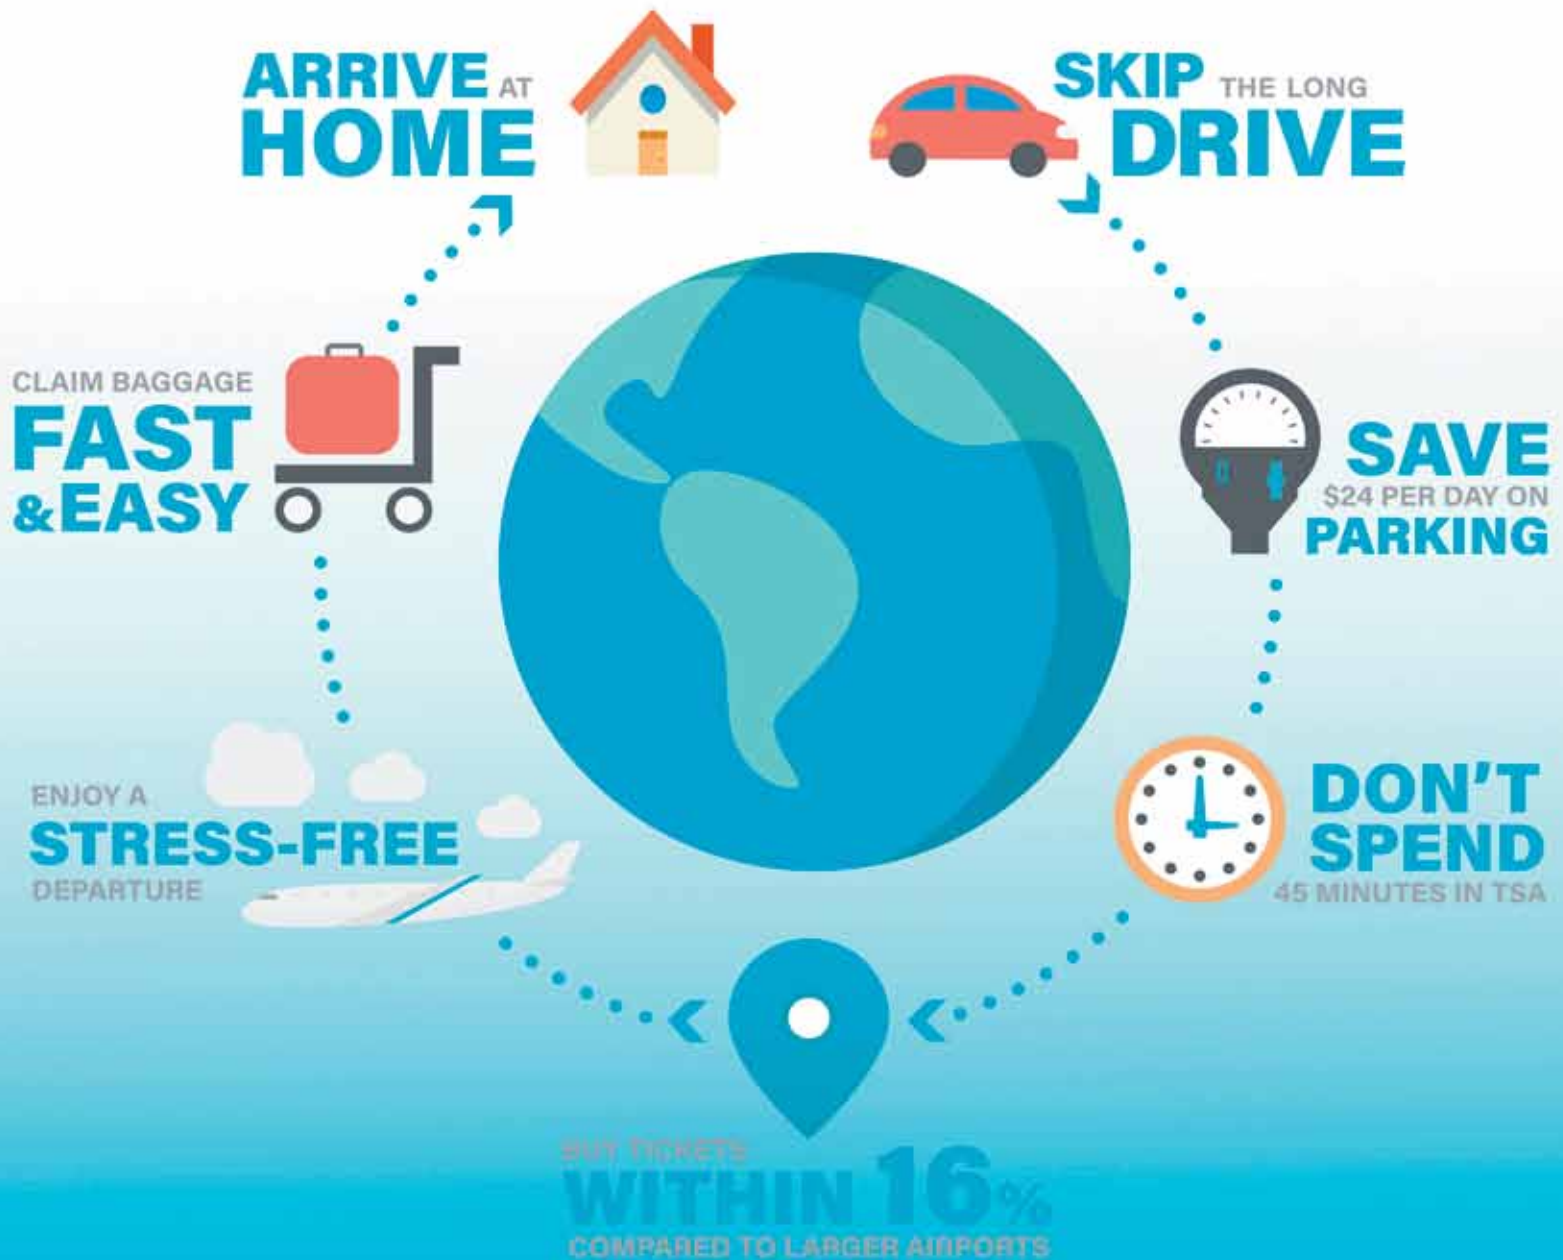 ARRIVE AT
HOME
SKIP THE LONG
DRIVE
SAVE
$24 PER DAY ON
PARKING
DON'T
SPEND
45 MINUTES IN TSA
BUY TICKETS
WITHIN 16%
COMPARED TO LARGER AIRPORTS
ENJOY A
STRESS-FREE
DEPARTURE
CLAIM BAGGAGE
FAST
&EASY